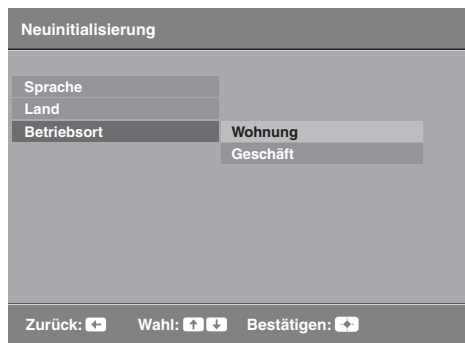 Neuinitialisierung
Sprache
Land
Betriebsort Wohnung
Geschäft
Zurück: Wahl: Bestätigen: